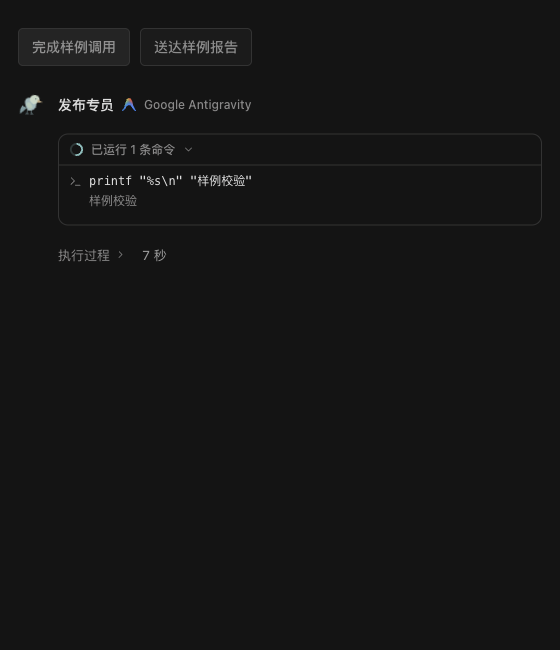 完成样例调用 送达样例报告
发布专员 Google Antigravity
已运行 1 条命令
printf "%s\n" "样例校验"
样例校验
执行过程 7 秒